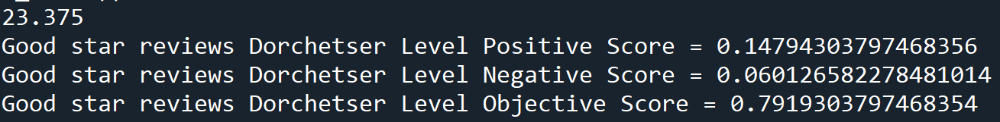 23.375
Good star reviews Dorchetser Level Positive Score = 0.14794303797468356
Good star reviews Dorchetser Level Negative Score = 0.060126582278481014
Good star reviews Dorchetser Level Objective Score = 0.7919303797468354